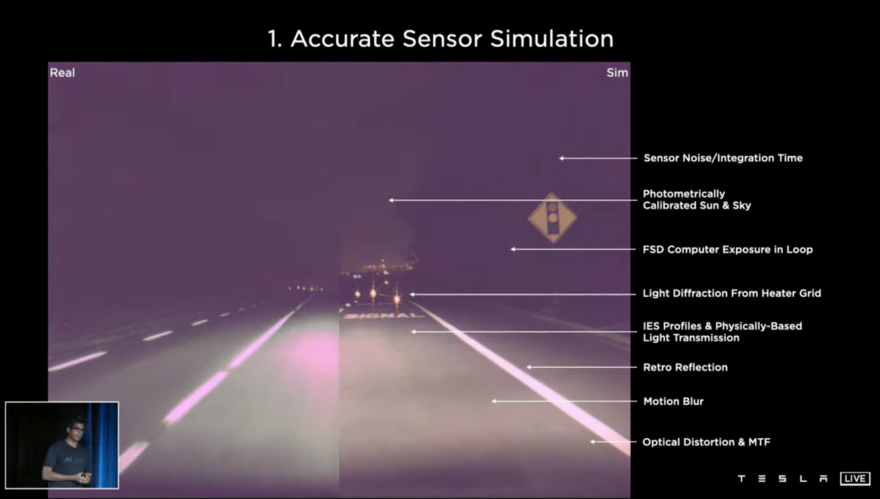 1. Accurate Sensor Simulation
Real
Sim
Sensor Noise/Integration Time
Photometrically
Calibrated Sun & Sky
FSD Computer Exposure in Loop
Light Diffraction From Heater Grid
IES Profiles & Physically-Based
Light Transmission
Retro Reflection
Motion Blur
Optical Distortion & MTF
SIGNAL
TESLA LIVE